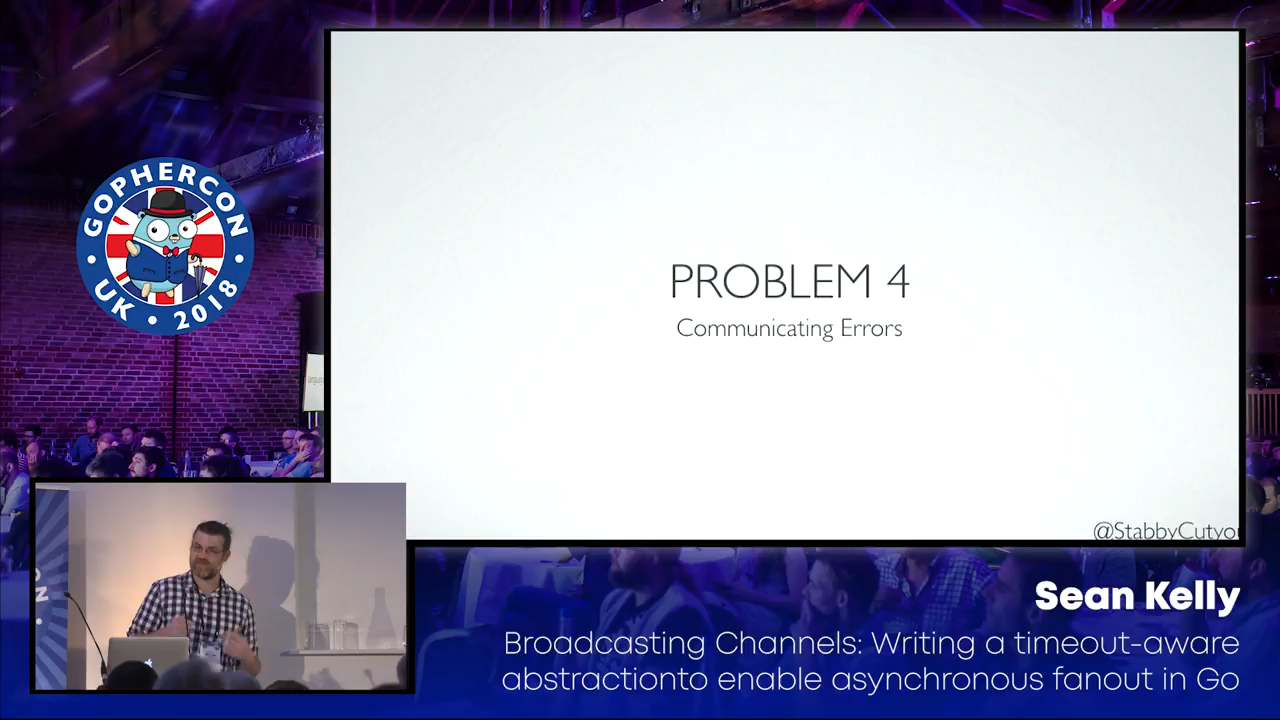 GOPHERCON
UK • 2018
PROBLEM 4
Communicating Errors
@StabbyCutyo
Sean Kelly
Broadcasting Channels: Writing a timeout-aware
abstractionto enable asynchronous fanout in Go